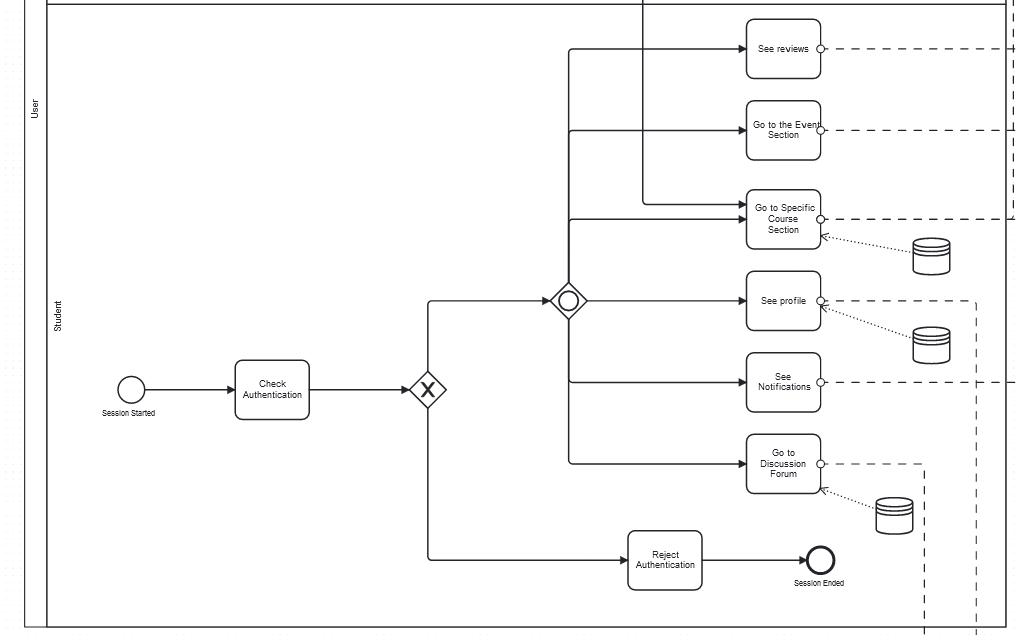 User
Student
See reviews
Go to the Event
Section
Go to Specific
Course
Section
See profile
See
Notifications
Go to
Discussion
Forum
Check
Authentication
Session Started
X
Reject
Authentication
Session Ended